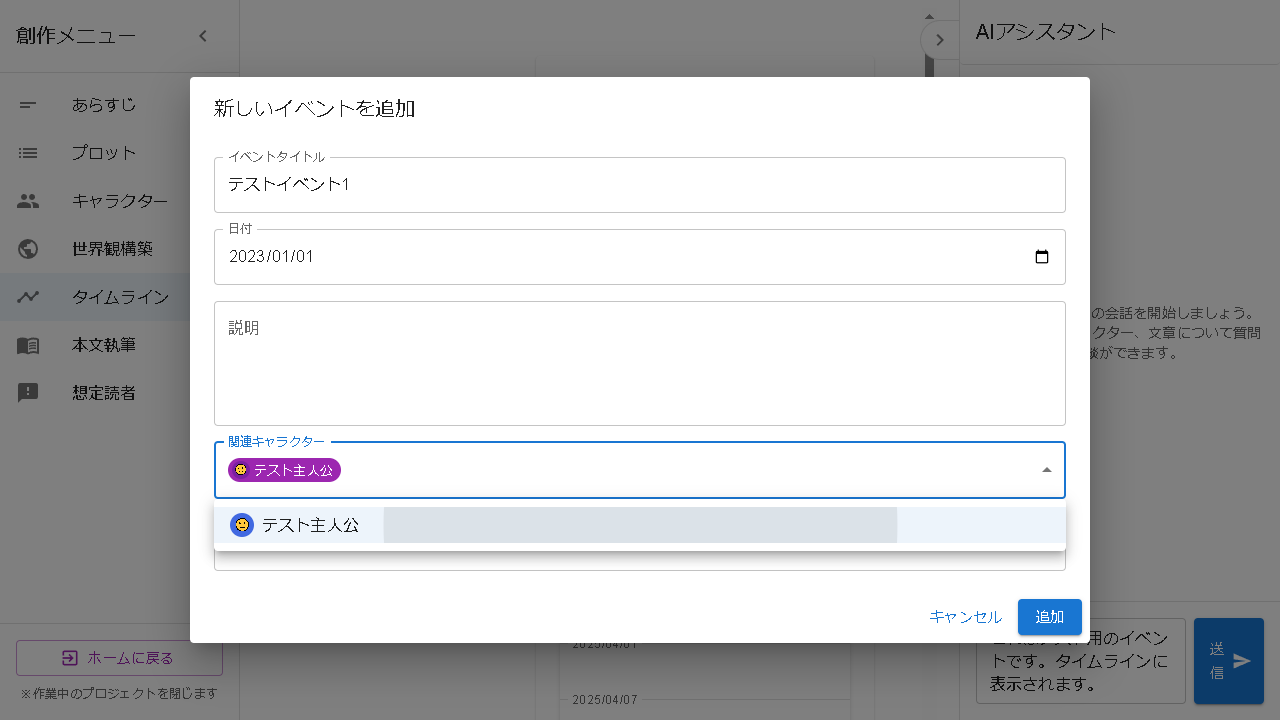 創作メニュー
あらすじ
プロット
キャラクター
世界観構築
タイムライン
本文執筆
想定読者
ホームに戻る
※作業中のプロジェクトを閉じます
新しいイベントを追加
イベントタイトル
テストイベント1
日付
2023/01/01
説明
関連キャラクター
テスト主人公
テスト主人公
キャンセル
追加
2025/04/01
2025/04/07
AIアシスタント
の会話を開始しましょう。
クター、文章について質問
ができます。
用のイベン
トです。タイムラインに
表示されます。
送信